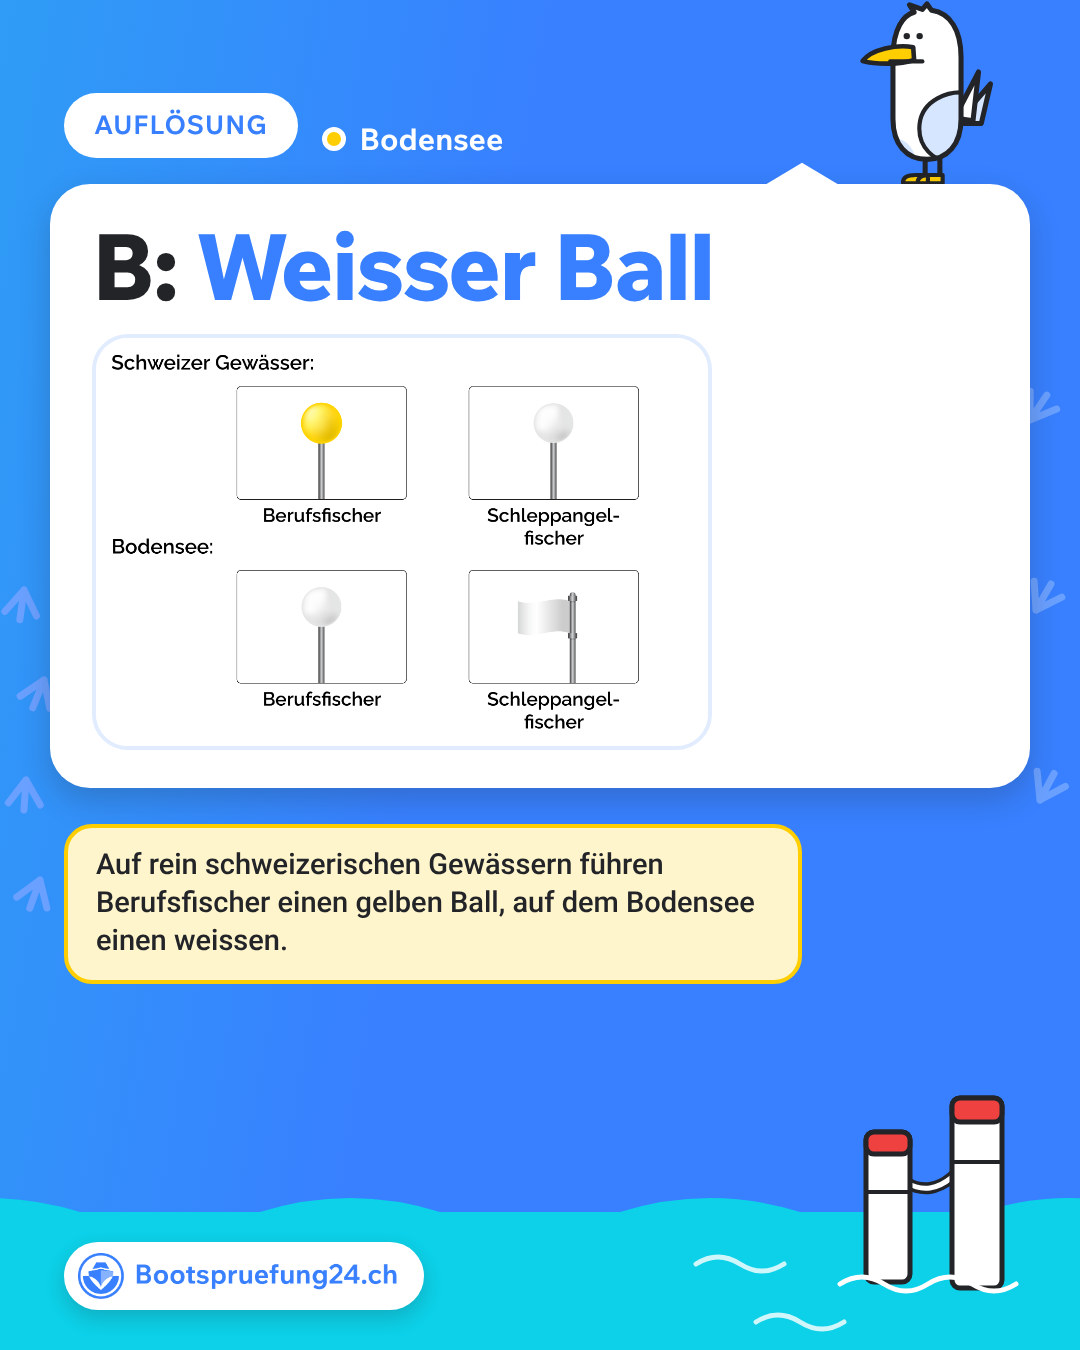 AUFLÖSUNG
Bodensee
B: Weisser Ball
Schweizer Gewässer:
Berufsfischer
Schleppangel-
fischer
Bodensee:
Berufsfischer
Schleppangel-
fischer
Auf rein schweizerischen Gewässern führen
Berufsfischer einen gelben Ball, auf dem Bodensee
einen weissen.
Bootspruefung24.ch